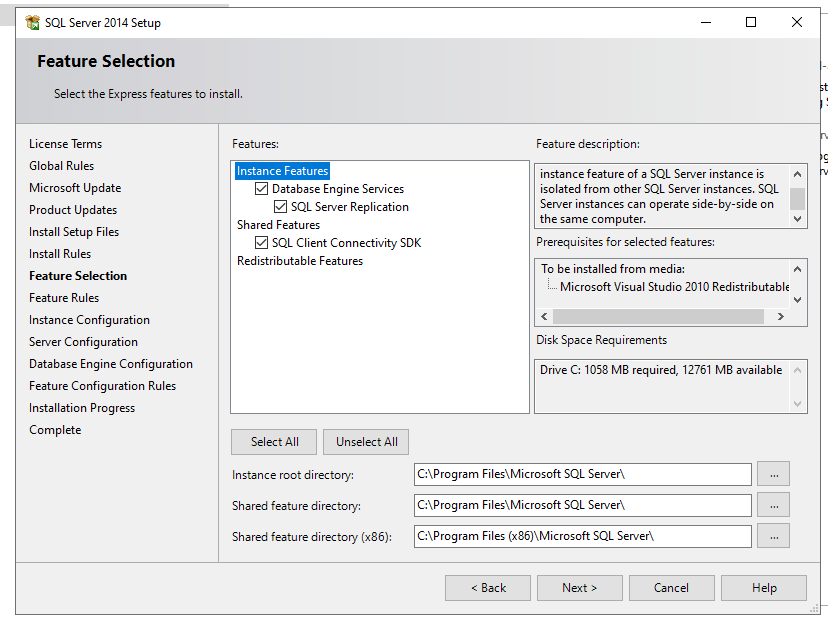 SQL Server 2014 Setup
Feature Selection
Select the Express features to install.
License Terms
Global Rules
Microsoft Update
Product Updates
Install Setup Files
Install Rules
Feature Selection
Feature Rules
Instance Configuration
Server Configuration
Database Engine Configuration
Feature Configuration Rules
Installation Progress
Complete
Features:
Instance Features
Database Engine Services
SQL Server Replication
Shared Features
SQL Client Connectivity SDK
Redistributable Features
Feature description:
instance feature of a SQL Server instance is
isolated from other SQL Server instances. SQL
Server instances can operate side-by-side on
the same computer.
Prerequisites for selected features:
To be installed from media:
Microsoft Visual Studio 2010 Redistributable
Disk Space Requirements
Drive C: 1058 MB required, 12761 MB available
Select All
Unselect All
Instance root directory:
C:\Program Files\Microsoft SQL Server\
...
Shared feature directory:
C:\Program Files\Microsoft SQL Server\
...
Shared feature directory (x86):
C:\Program Files (x86)\Microsoft SQL Server\
...
< Back
Next >
Cancel
Help